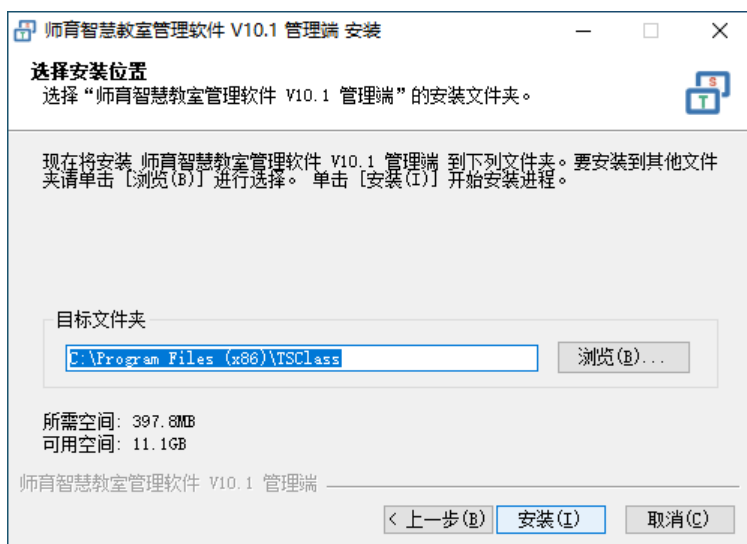 师育智慧教室管理软件 V10.1 管理端 安装
选择安装位置
选择“师育智慧教室管理软件 V10.1 管理端”的安装文件夹。
S
T
现在将安装 师育智慧教室管理软件 V10.1 管理端 到下列文件夹。要安装到其他文件
夹请单击 [浏览(B)] 进行选择。 单击 [安装(I)] 开始安装进程。
目标文件夹
C:\Program Files (x86)\TSClass
浏览(B)...
所需空间: 397.8MB
可用空间: 11.1GB
师育智慧教室管理软件 V10.1 管理端
< 上一步(B)
安装(I)
取消(C)